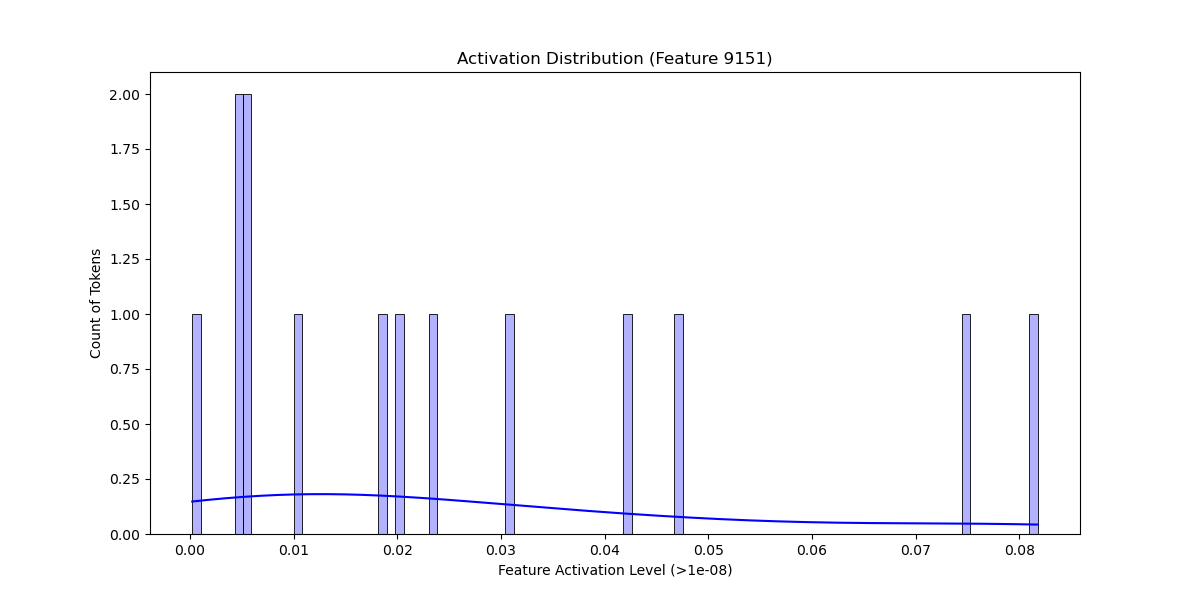 Activation Distribution (Feature 9151)
Count of Tokens
2.00
1.75
1.50
1.25
1.00
0.75
0.50
0.25
0.00
0.00 0.01 0.02 0.03 0.04 0.05 0.06 0.07 0.08
Feature Activation Level (>1e-08)